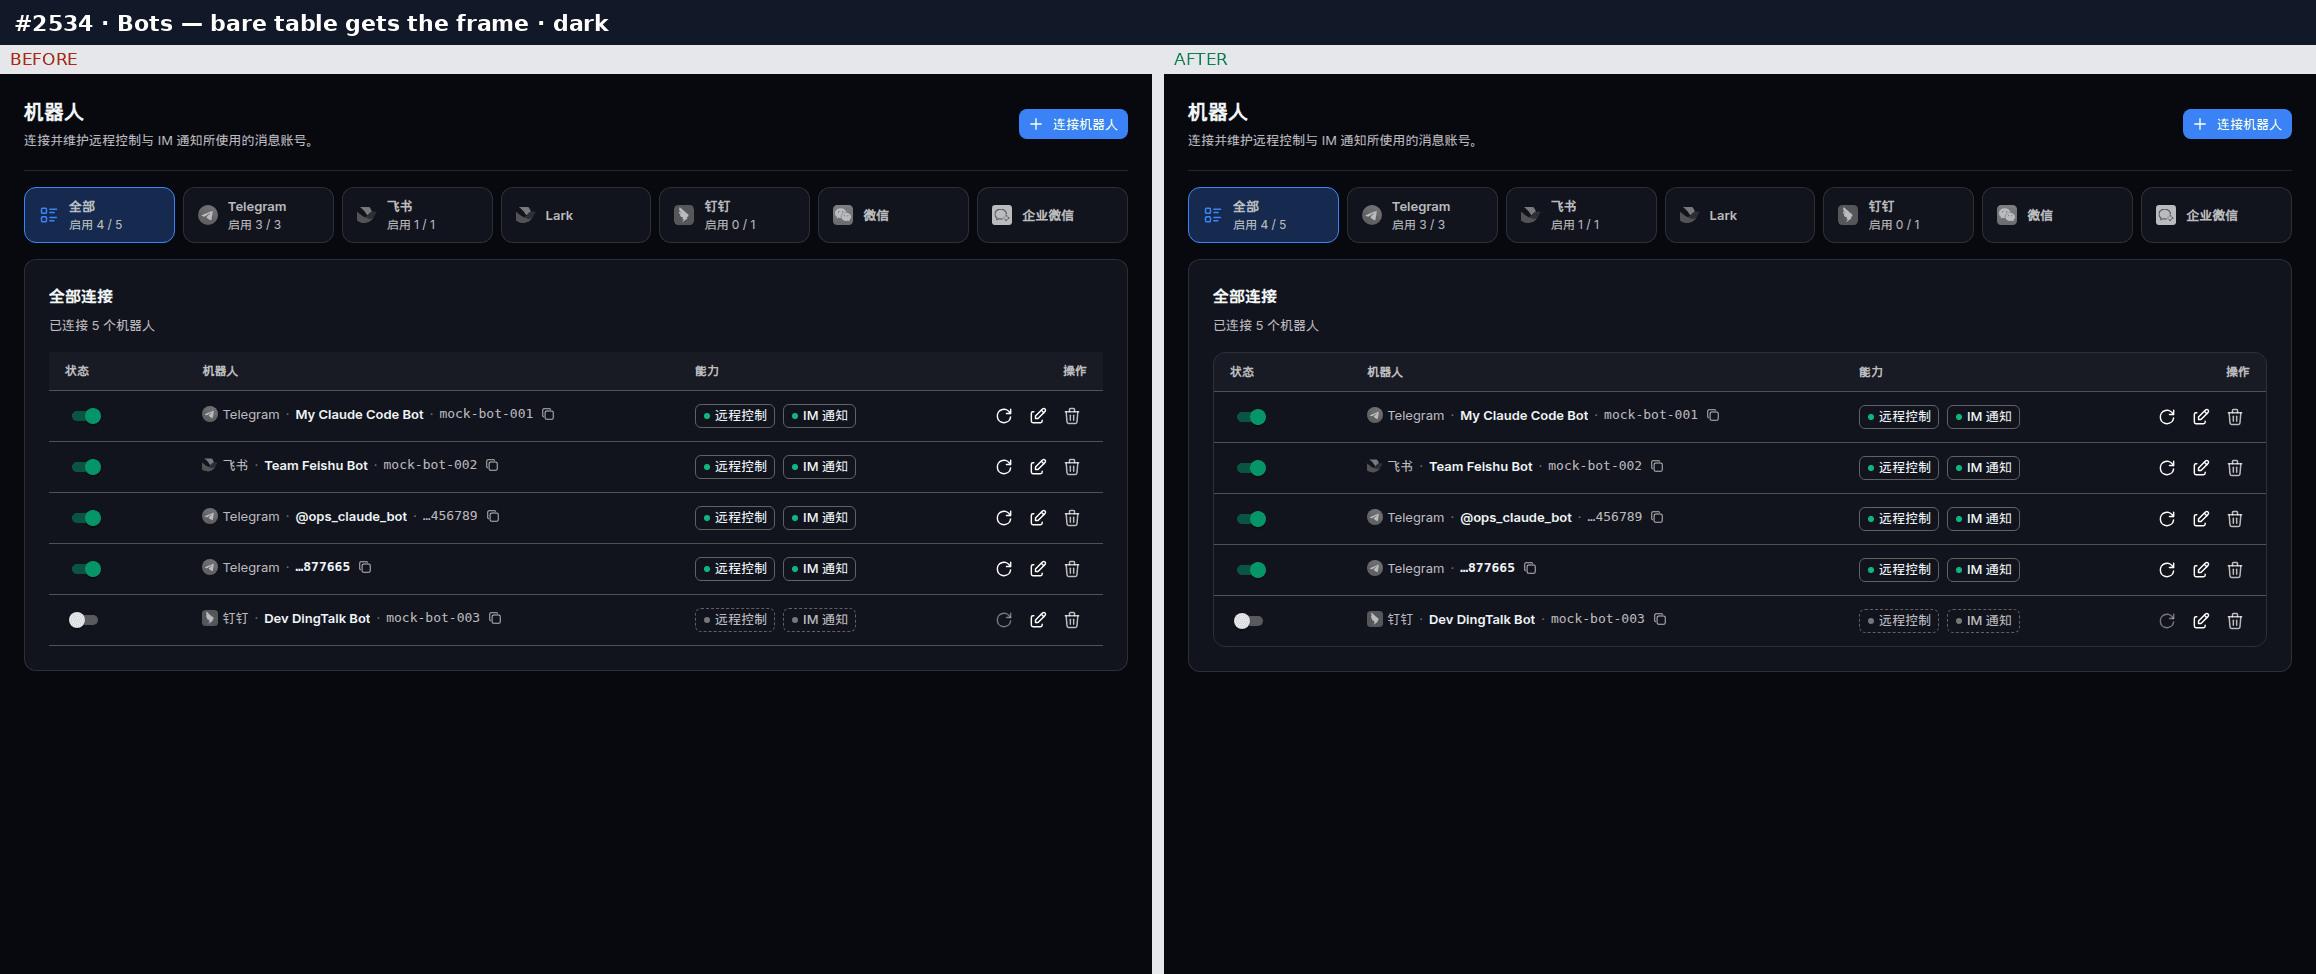 #2534 · Bots — bare table gets the frame · dark
BEFORE
机器人
连接并维护远程控制与 IM 通知所使用的消息账号。
连接机器人
全部
启用 4 / 5
Telegram
启用 3 / 3
飞书
启用 1 / 1
Lark
钉钉
启用 0 / 1
微信
企业微信
全部连接
已连接 5 个机器人
状态 机器人 能力 操作
Telegram · My Claude Code Bot · mock-bot-001 远程控制 IM 通知
飞书 · Team Feishu Bot · mock-bot-002 远程控制 IM 通知
Telegram · @ops_claude_bot · …456789 远程控制 IM 通知
Telegram · …877665 远程控制 IM 通知
钉钉 · Dev DingTalk Bot · mock-bot-003 远程控制 IM 通知
AFTER
机器人
连接并维护远程控制与 IM 通知所使用的消息账号。
连接机器人
全部
启用 4 / 5
Telegram
启用 3 / 3
飞书
启用 1 / 1
Lark
钉钉
启用 0 / 1
微信
企业微信
全部连接
已连接 5 个机器人
状态 机器人 能力 操作
Telegram · My Claude Code Bot · mock-bot-001 远程控制 IM 通知
飞书 · Team Feishu Bot · mock-bot-002 远程控制 IM 通知
Telegram · @ops_claude_bot · …456789 远程控制 IM 通知
Telegram · …877665 远程控制 IM 通知
钉钉 · Dev DingTalk Bot · mock-bot-003 远程控制 IM 通知